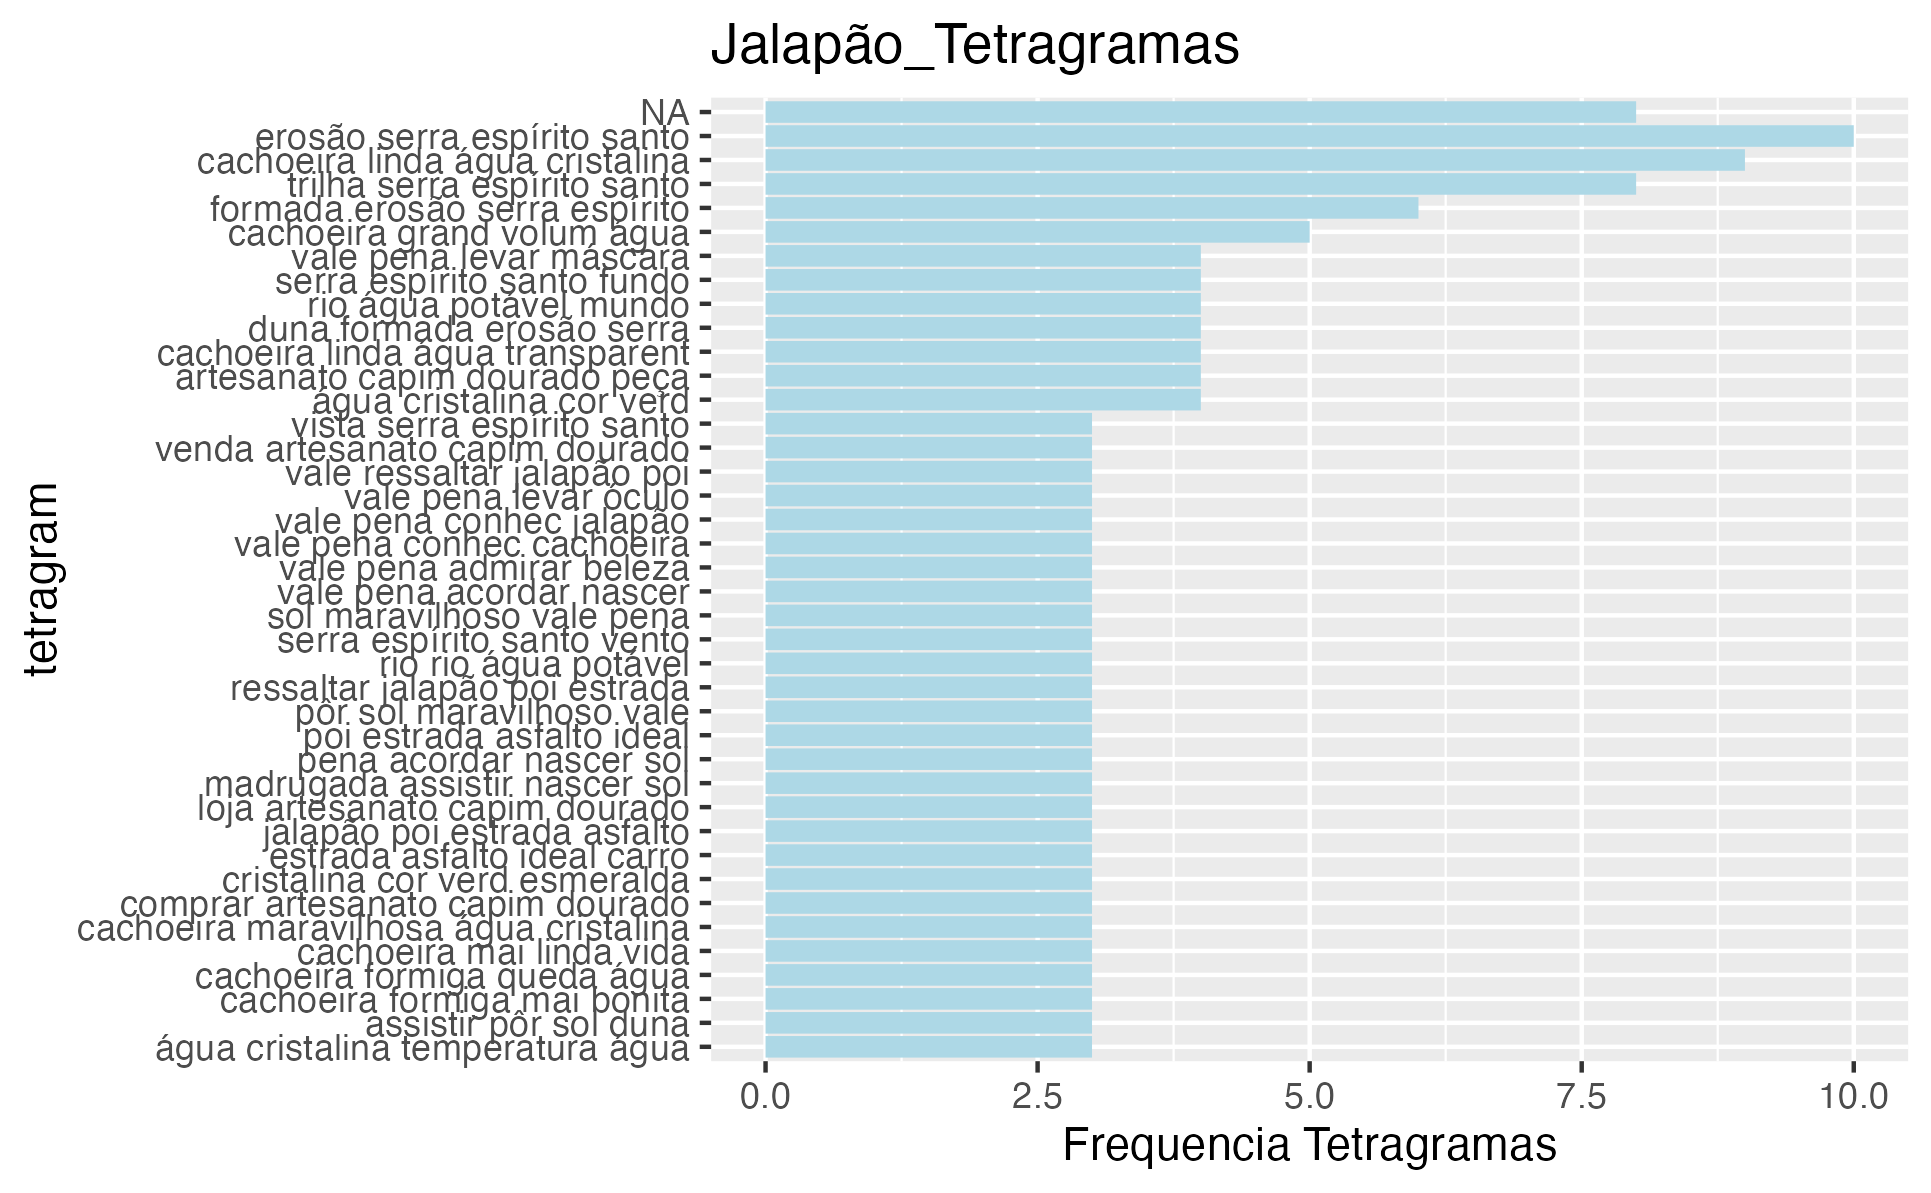 Jalapão_Tetragramas
NA
erosão serra espírito santo
cachoeira linda água cristalina
trilha serra espírito santo
formada erosão serra espírito
cachoeira grand volum água
vale pena levar máscara
serra espírito santo fundo
rio água potável mundo
duna formada erosão serra
cachoeira linda água transparent
artesanato capim dourado peça
água cristalina cor verd
vista serra espírito santo
venda artesanato capim dourado
vale ressaltar jalapão poi
vale pena levar óculo
vale pena conhec jalapão
vale pena conhec cachoeira
vale pena admirar beleza
vale pena acordar nascer
sol maravilhoso vale pena
serra espírito santo vento
rio rio água potável
ressaltar jalapão poi estrada
pôr sol maravilhoso vale
poi estrada asfalto ideal
pena acordar nascer sol
madrugada assistir nascer sol
loja artesanato capim dourado
jalapão poi estrada asfalto
estrada asfalto ideal carro
cristalina cor verd esmeralda
comprar artesanato capim dourado
cachoeira maravilhosa água cristalina
cachoeira mai linda vida
cachoeira formiga queda água
cachoeira formiga mai bonita
assistir pôr sol duna
água cristalina temperatura água
tetragram
0.0 2.5 5.0 7.5 10.0
Frequencia Tetragramas